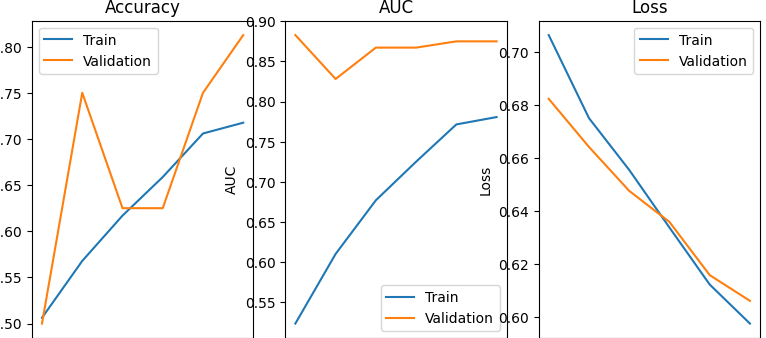 Accuracy
.80
.75
.70
.65
.60
.55
.50
Train
Validation
AUC
0.90
0.85
0.80
0.75
0.70
0.65
0.60
0.55
AUC
Train
Validation
Loss
0.70
0.68
0.66
0.64
0.62
0.60
Loss
Train
Validation